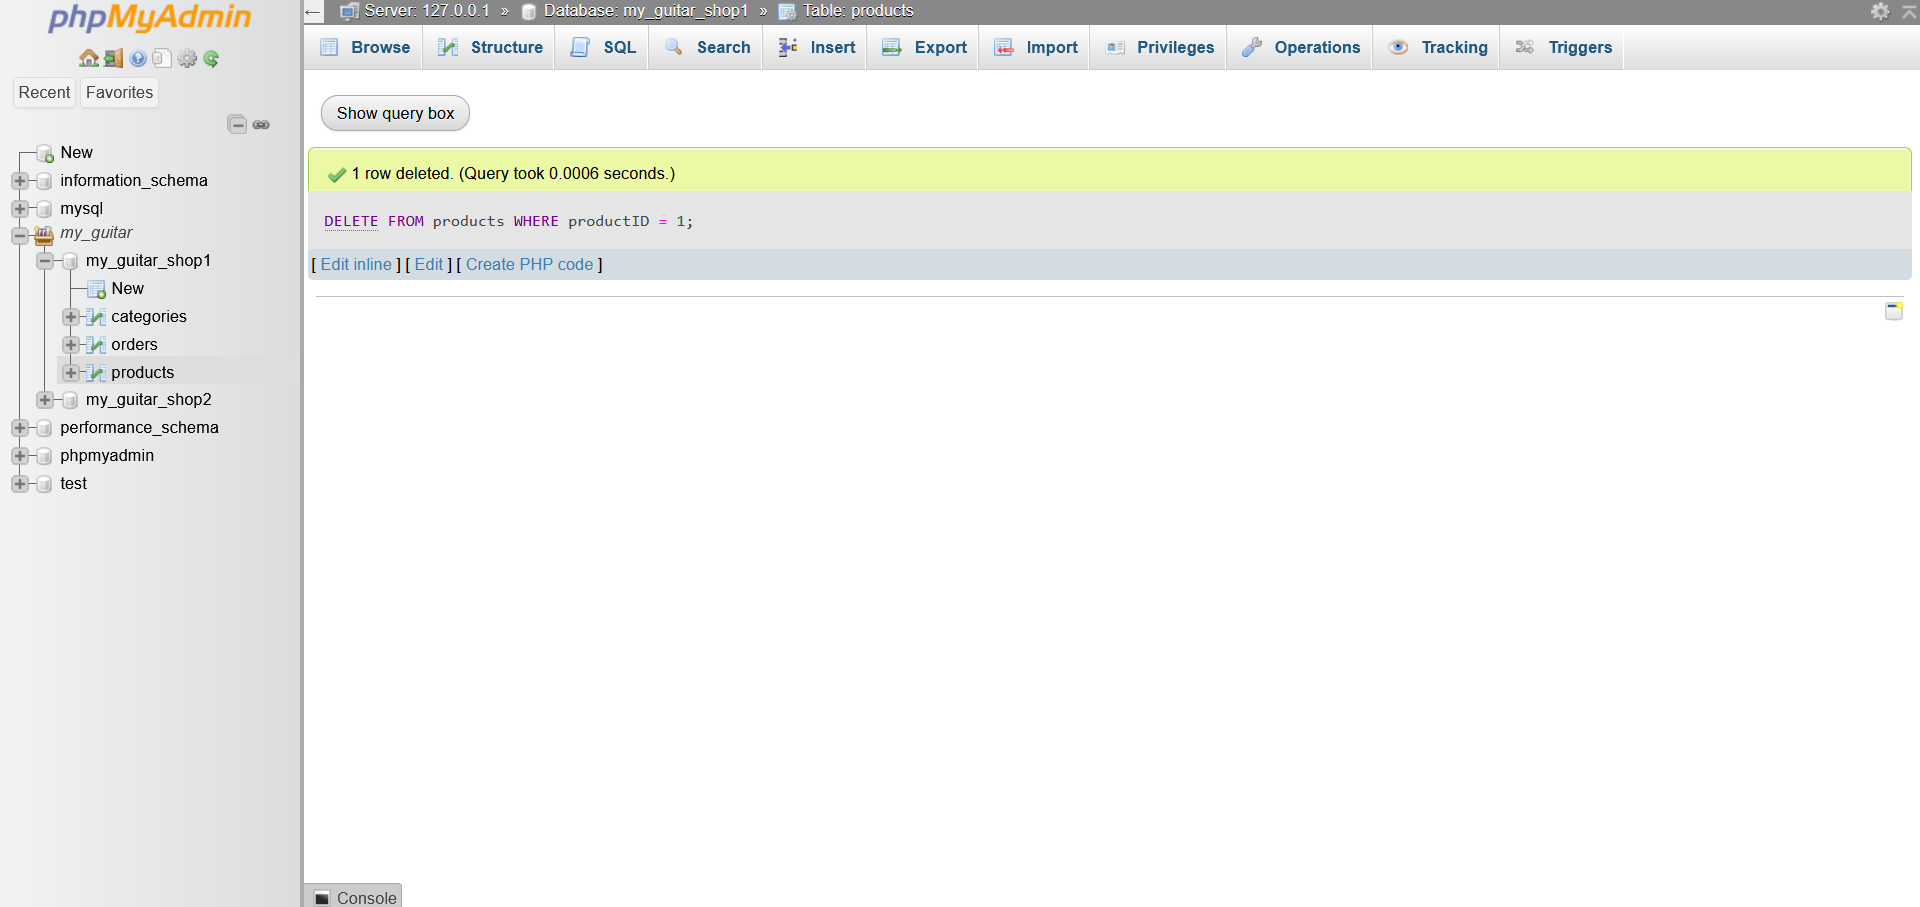 phpMyAdmin
Recent Favorites
New
information_schema
mysql
my_guitar
my_guitar_shop1
New
categories
orders
products
my_guitar_shop2
performance_schema
phpmyadmin
test
← Server: 127.0.0.1 » Database: my_guitar_shop1 » Table: products
Browse Structure SQL Search Insert Export Import Privileges Operations Tracking Triggers
Show query box
1 row deleted. (Query took 0.0006 seconds.)
DELETE FROM products WHERE productID = 1;
[ Edit inline ] [ Edit ] [ Create PHP code ]
Console